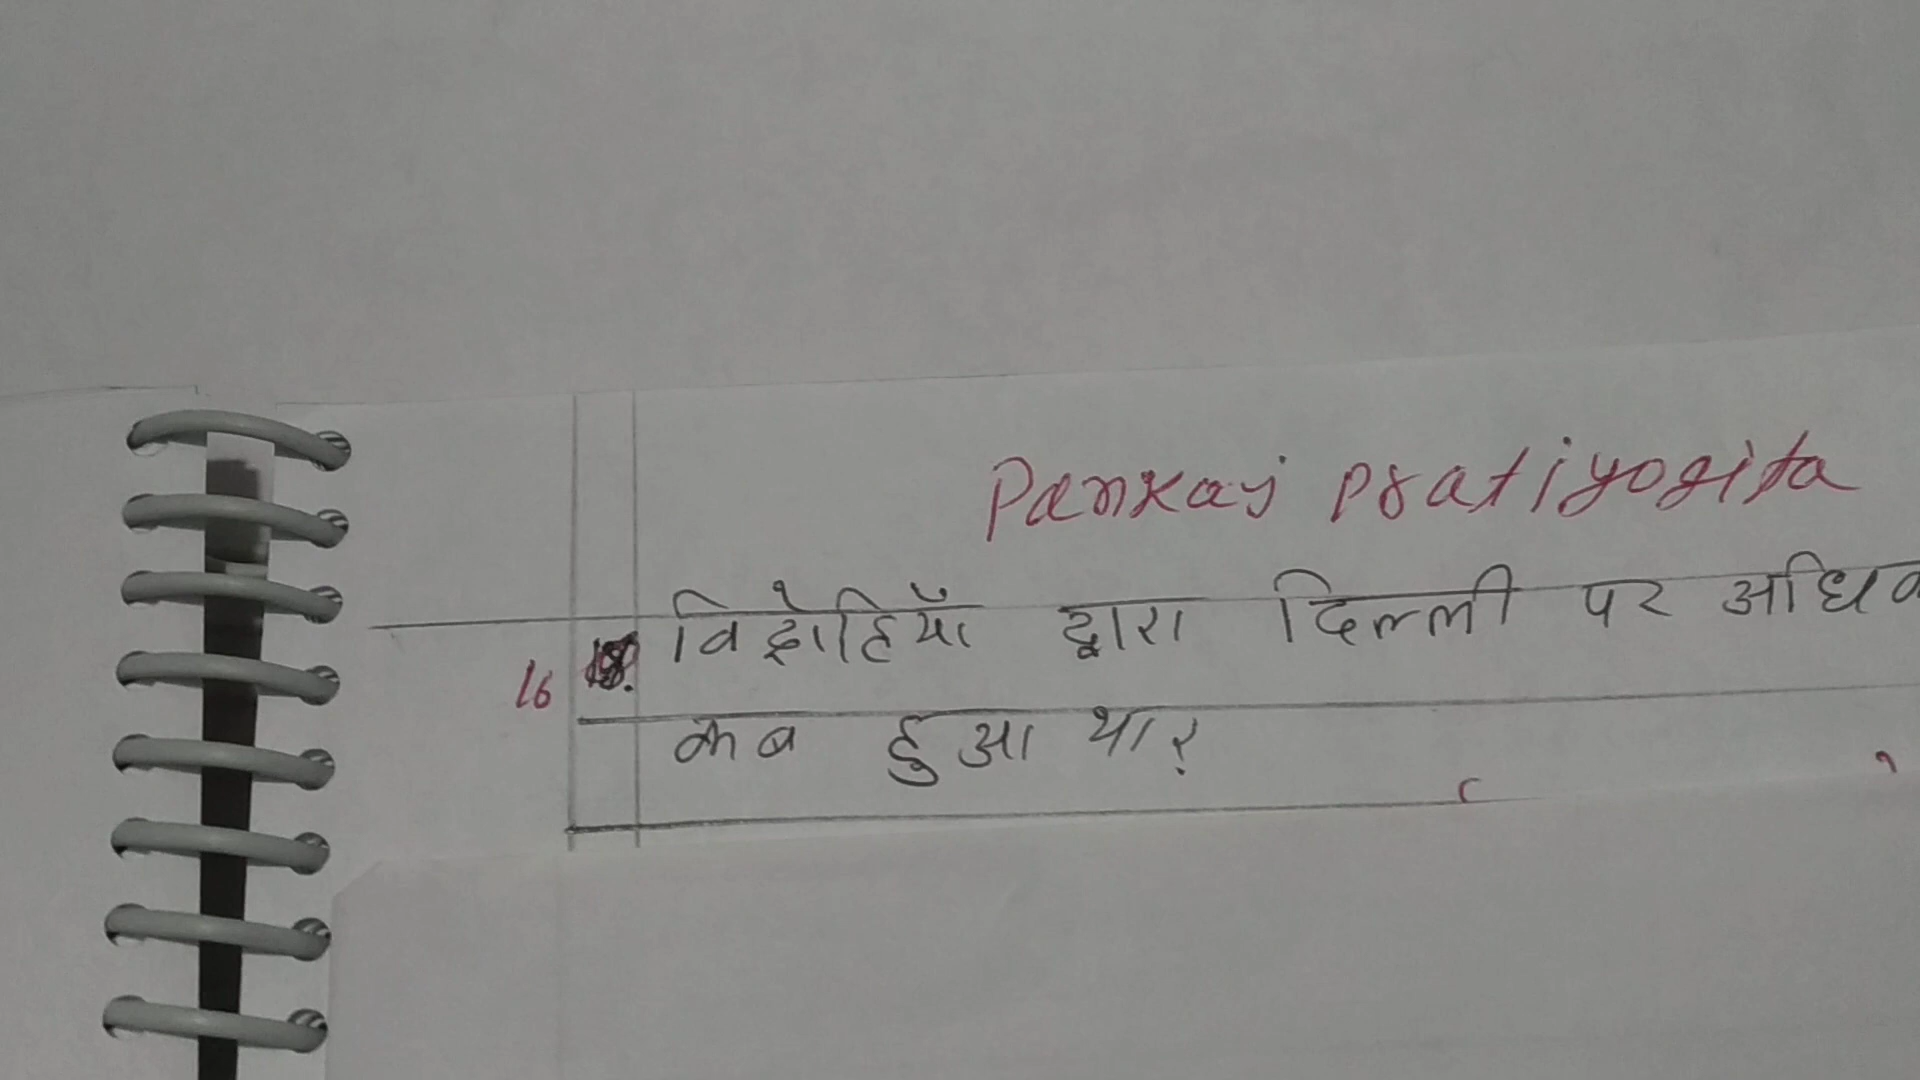 Pankaj Pratiyogita
विद्रोहियों द्वारा दिल्ली पर
16
कब हुआ था?